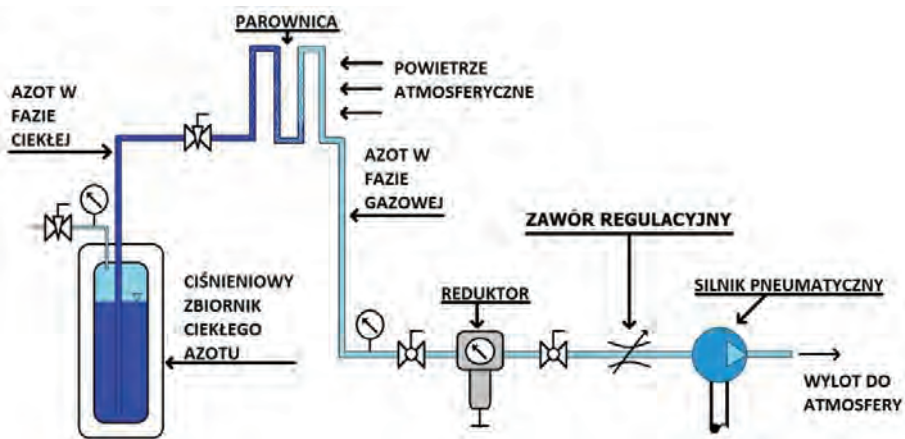 PAROWNICA
POWIETRZE
ATMOSFERYCZNE
AZOT W
FAZIE
CIEKŁEJ
AZOT W
FAZIE
GAZOWEJ
ZAWÓR REGULACYJNY
CIŚNIENIOWY
ZBIORNIK
CIEKŁEGO
AZOTU
REDUKTOR
SILNIK PNEUMATYCZNY
WYLOT DO
ATMOSFERY